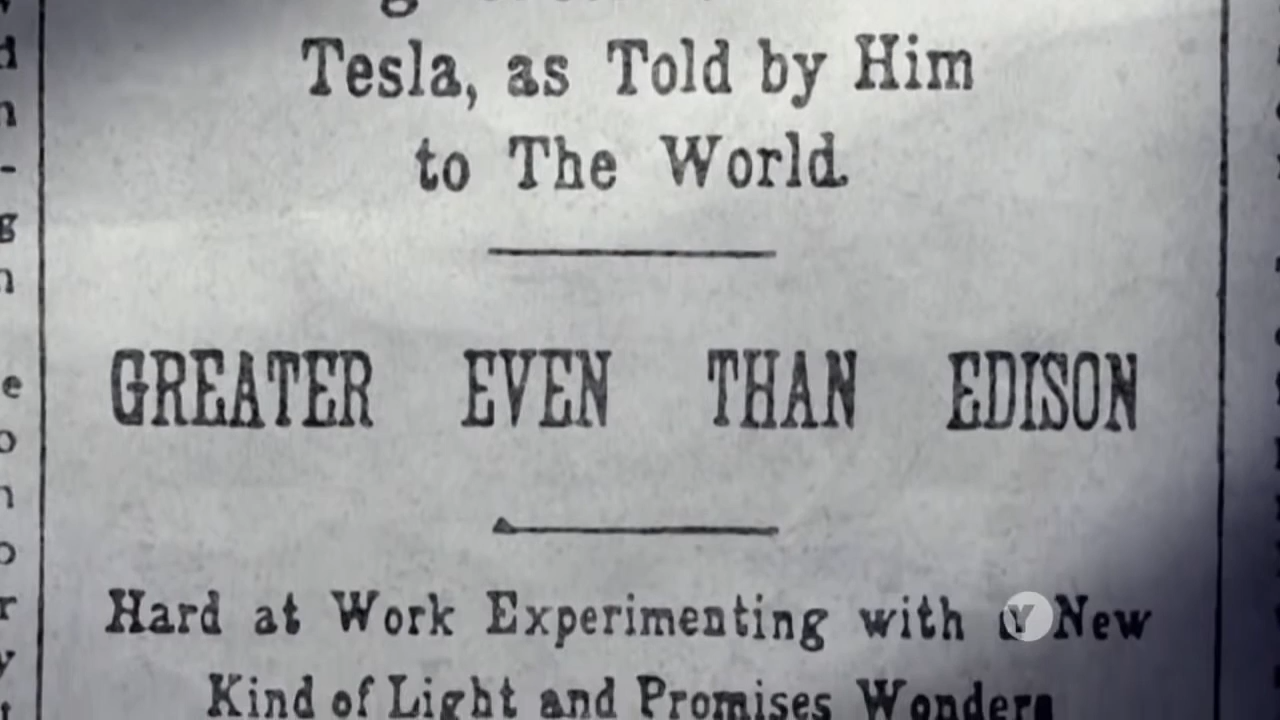 Tesla, as Told by Him
to The World.
GREATER EVEN THAN EDISON
Hard at Work Experimenting with a New
Kind of Light and Promises Wonders